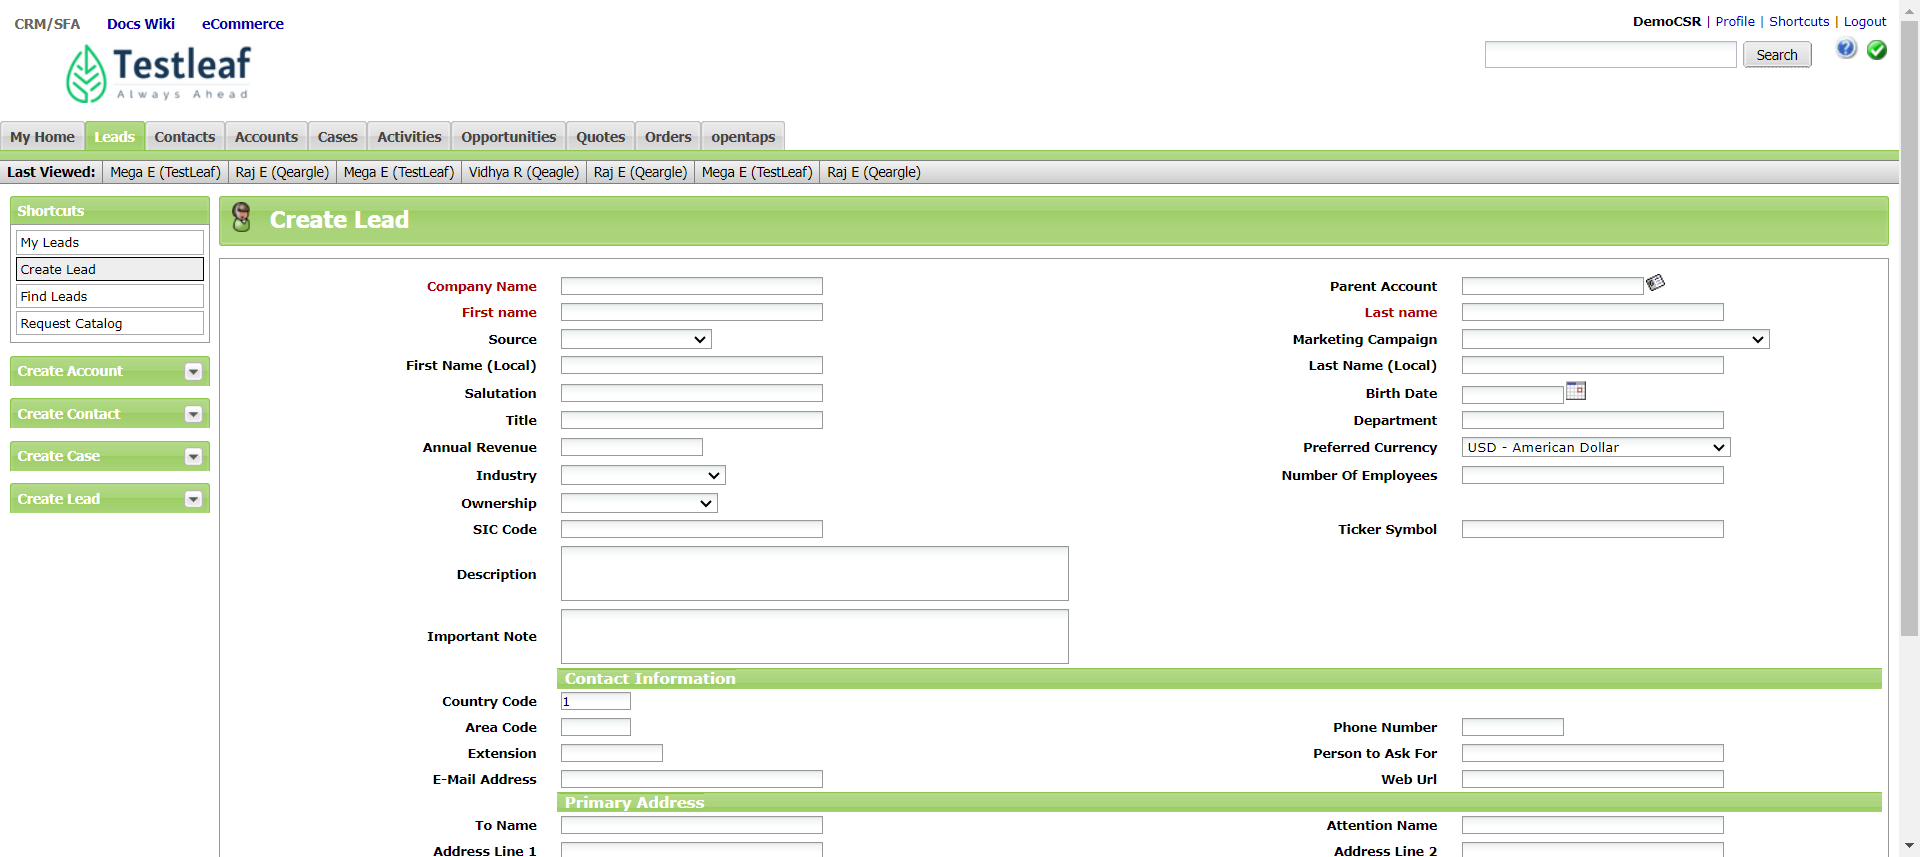 CRM/SFA Docs Wiki eCommerce
DemoCSR | Profile | Shortcuts | Logout
Testleaf
Always Ahead
Search
My Home Leads Contacts Accounts Cases Activities Opportunities Quotes Orders opentaps
Last Viewed: Mega E (TestLeaf) Raj E (Qeargle) Mega E (TestLeaf) Vidhya R (Qeagle) Raj E (Qeargle) Mega E (TestLeaf) Raj E (Qeargle)
Shortcuts
My Leads
Create Lead
Find Leads
Request Catalog
Create Account
Create Contact
Create Case
Create Lead
Create Lead
Company Name Parent Account
First name Last name
Source Marketing Campaign
First Name (Local) Last Name (Local)
Salutation Birth Date
Title Department
Annual Revenue Preferred Currency USD - American Dollar
Industry Number Of Employees
Ownership
SIC Code Ticker Symbol
Description
Important Note
Contact Information
Country Code 1
Area Code Phone Number
Extension Person to Ask For
E-Mail Address Web Url
Primary Address
To Name Attention Name
Address Line 1 Address Line 2